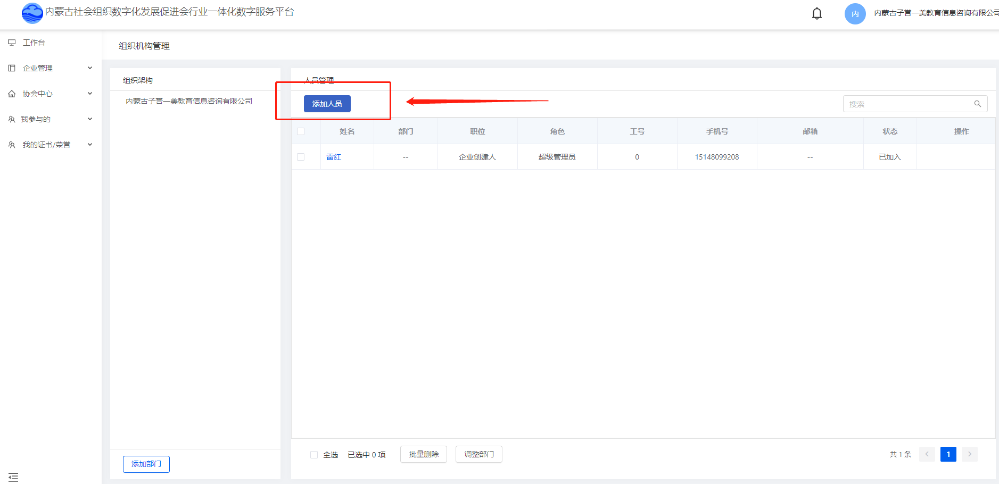 内蒙古社会组织数字化发展促进会行业一体化数字服务平台
内
内蒙古子誉一美教育信息咨询有限公司
工作台
企业管理
协会中心
我参与的
我的证书/荣誉
组织机构管理
组织架构
内蒙古子誉一美教育信息咨询有限公司
添加部门
人员管理
添加人员
搜索
姓名 部门 职位 角色 工号 手机号 邮箱 状态 操作
雷红 -- 企业创建人 超级管理员 0 15148099208 -- 已加入
全选 已选中 0 项 批量删除 调整部门
共 1 条 1